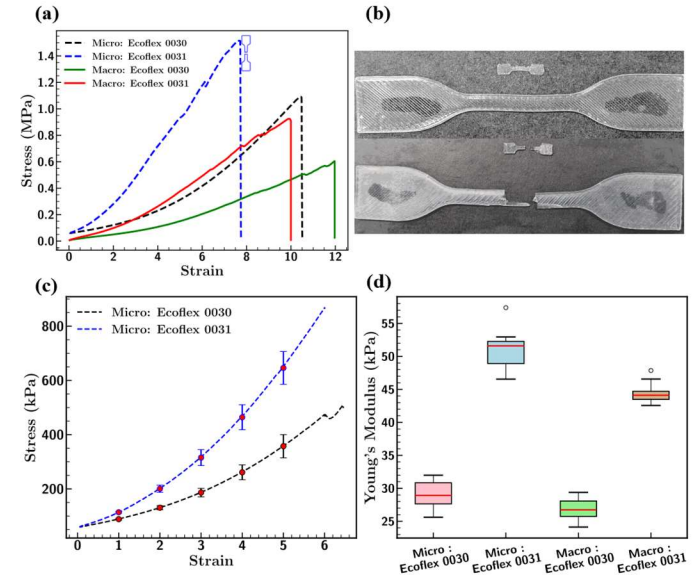 (a)
Micro: Ecoflex 0030
Micro: Ecoflex 0031
Macro: Ecoflex 0030
Macro: Ecoflex 0031
Stress (MPa)
1.4
1.2
1.0
0.8
0.6
0.4
0.2
0.0
0 2 4 6 8 10 12
Strain
(b)
(c)
Micro: Ecoflex 0030
Micro: Ecoflex 0031
Stress (kPa)
800
600
400
200
0 1 2 3 4 5 6
Strain
(d)
Young's Modulus (kPa)
55
50
45
40
35
30
25
Micro :
Ecoflex 0030
Micro :
Ecoflex 0031
Macro :
Ecoflex 0030
Macro :
Ecoflex 0031